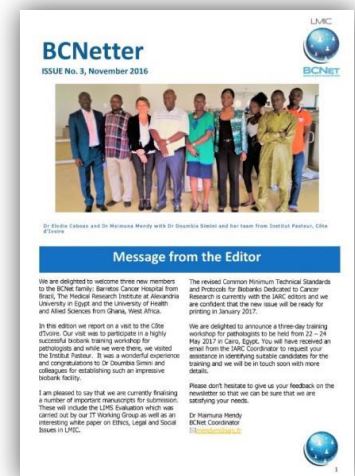 LMIC
BCNetter
ISSUE No. 3, November 2016
BCNET
Dr Elodie Caboux and Dr Maimuna Mendy with Dr Doumbia Simini and her team from Institut Pasteur, Côte
d'Ivoire
Message from the Editor
We are delighted to welcome three new members
to the BCNet family: Barretos Cancer Hospital from
Brazil, The Medical Research Institute at Alexandria
University in Egypt and the University of Health
and Allied Sciences from Ghana, West Africa.
In this edition we report on a visit to the Côte
d'Ivoire. Our visit was to participate in a highly
successful biobank training workshop for
pathologists and while we were there, we visited
the Institut Pasteur. It was a wonderful experience
and congratulations to Dr Doumbia Simini and
colleagues for establishing such an impressive
biobank facility.
I am pleased to say that we are currently finalising
a number of important manuscripts for submission.
These will include the LIMS Evaluation which was
carried out by our IT Working Group as well as an
interesting white paper on Ethics, Legal and Social
Issues in LMIC.
The revised Common Minimum Technical Standards
and Protocols for Biobanks Dedicated to Cancer
Research is currently with the IARC editors and we
are confident that the new issue will be ready for
printing in January 2017.
We are delighted to announce a three-day training
workshop for pathologists to be held from 22 – 24
May 2017 in Cairo, Egypt. You will have received an
email from the IARC Coordinator to request your
assistance in identifying suitable candidates for the
training and we will be in touch soon with more
details.
Please don't hesitate to give us your feedback on the
newsletter so that we can be sure that we are
satisfying your needs.
Dr Maimuna Mendy
BCNet Coordinator
mendym@iarc.fr
1